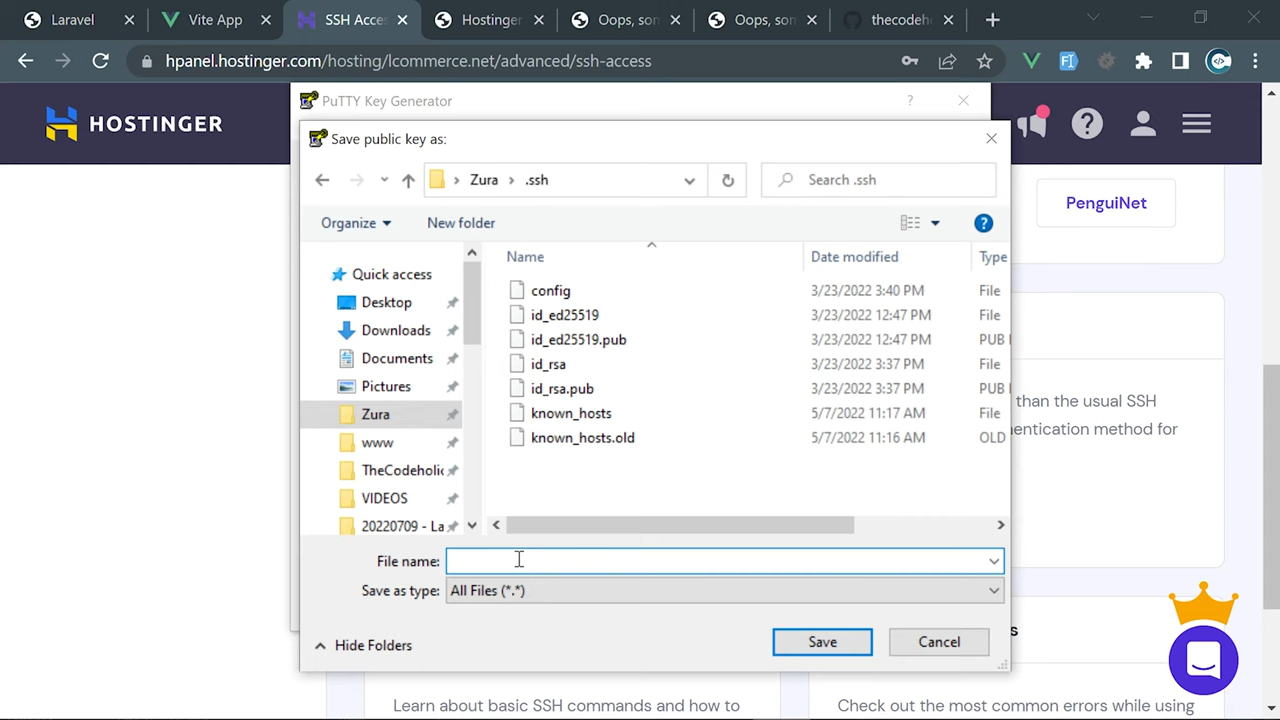 Laravel
Vite App
SSH Acce
Hostinger
Oops, son
Oops, son
thecodeh
hpanel.hostinger.com/hosting/lcommerce.net/advanced/ssh-access
HOSTINGER
PuTTY Key Generator
?
Save public key as:
Zura
.ssh
Search .ssh
PenguiNet
Organize
New folder
Name
Date modified
Type
Quick access
Desktop
Downloads
Documents
Pictures
Zura
www
TheCodeholic
VIDEOS
20220709 - La
config
3/23/2022 3:40 PM
File
id_ed25519
3/23/2022 12:47 PM
File
id_ed25519.pub
3/23/2022 12:47 PM
PUB
id_rsa
3/23/2022 3:37 PM
File
id_rsa.pub
3/23/2022 3:37 PM
PUB
known_hosts
5/7/2022 11:17 AM
File
known_hosts.old
5/7/2022 11:16 AM
OLD
than the usual SSH
entication method for
File name:
Save as type:
All Files (*.*)
Hide Folders
Save
Cancel
s
Learn about basic SSH commands and how to
Check out the most common errors while using